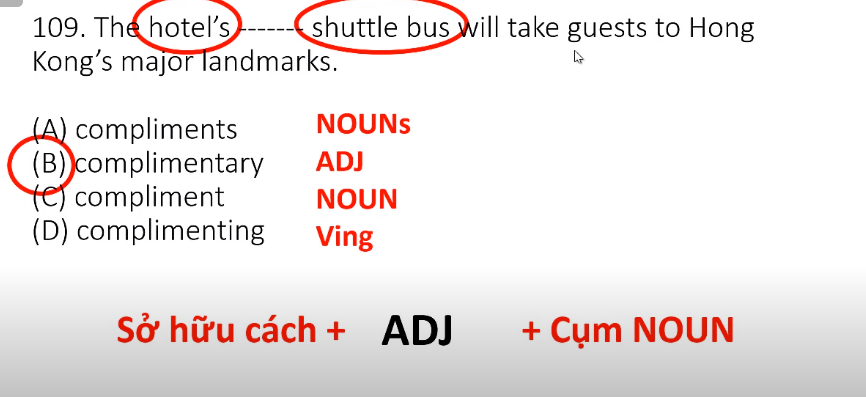 109. The hotel's ------ shuttle bus will take guests to Hong
Kong's major landmarks.
(A) compliments NOUNs
(B) complimentary ADJ
(C) compliment NOUN
(D) complimenting Ving
Sở hữu cách + ADJ + Cụm NOUN